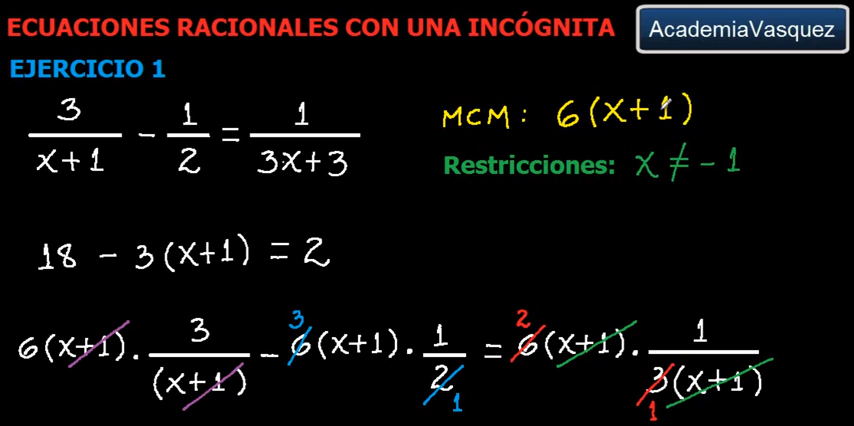 ECUACIONES RACIONALES CON UNA INCÓGNITA
AcademiaVasquez
EJERCICIO 1
3/(x+1) - 1/2 = 1/(3x+3)
MCM: 6(x+1)
Restricciones: x ≠ -1
18 - 3(x+1) = 2
6(x+1) · 3/(x+1) - 3 6(x+1) · 1/2 1 = 2 6(x+1) · 1/3(x+1) 1